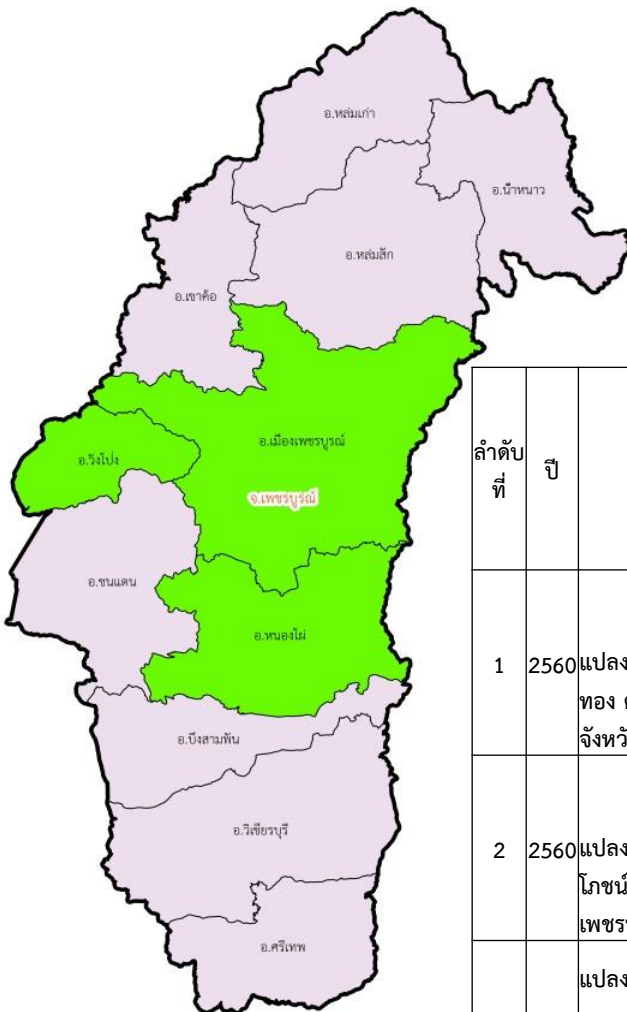 อ.หล่มเก่า
อ.น้ำหนาว
อ.หล่มสัก
อ.เขาค้อ
อ.เมืองเพชรบูรณ์
อ.วังโป่ง
จ.เพชรบูรณ์
อ.ชนแดน
อ.หนองไผ่
อ.บึงสามพัน
อ.วิเชียรบุรี
อ.ศรีเทพ
ลำดับ
ที่
ปี
1
2560
แปลง
ทอง
จังหวั
2
2560
แปลง
โภชน์
เพชร
แปลง